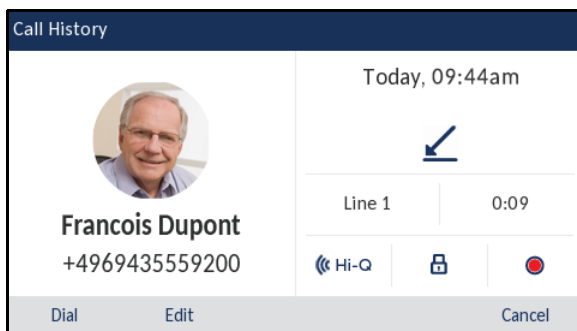 Call History
Today, 09:44am
Line 1 0:09
Francois Dupont
+4969435559200
Hi-Q
Dial Edit Cancel